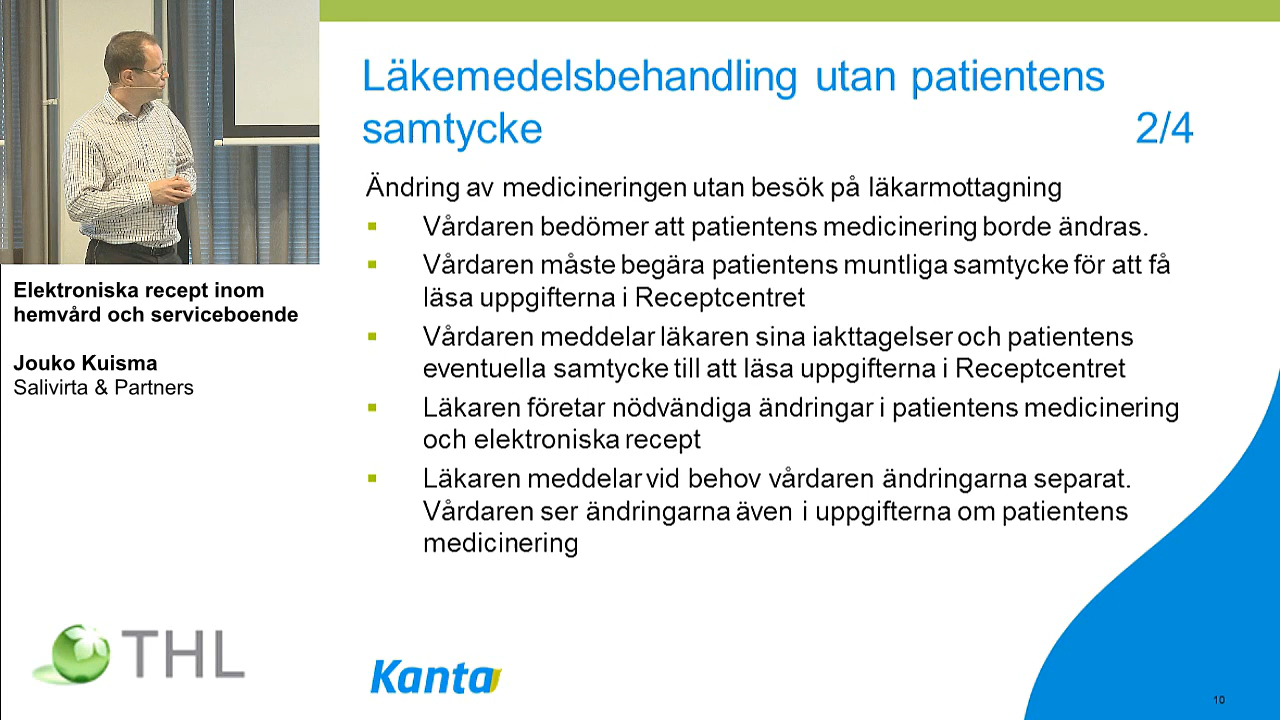 Läkemedelsbehandling utan patientens
samtycke 2/4
Ändring av medicineringen utan besök på läkarmottagning
Vårdaren bedömer att patientens medicinering borde ändras.
Vårdaren måste begära patientens muntliga samtycke för att få
läsa uppgifterna i Receptcentret
Vårdaren meddelar läkaren sina iakttagelser och patientens
eventuella samtycke till att läsa uppgifterna i Receptcentret
Läkaren företar nödvändiga ändringar i patientens medicinering
och elektroniska recept
Läkaren meddelar vid behov vårdaren ändringarna separat.
Vårdaren ser ändringarna även i uppgifterna om patientens
medicinering
Elektroniska recept inom
hemvård och serviceboende
Jouko Kuisma
Salivirta & Partners
THL
Kanta
10